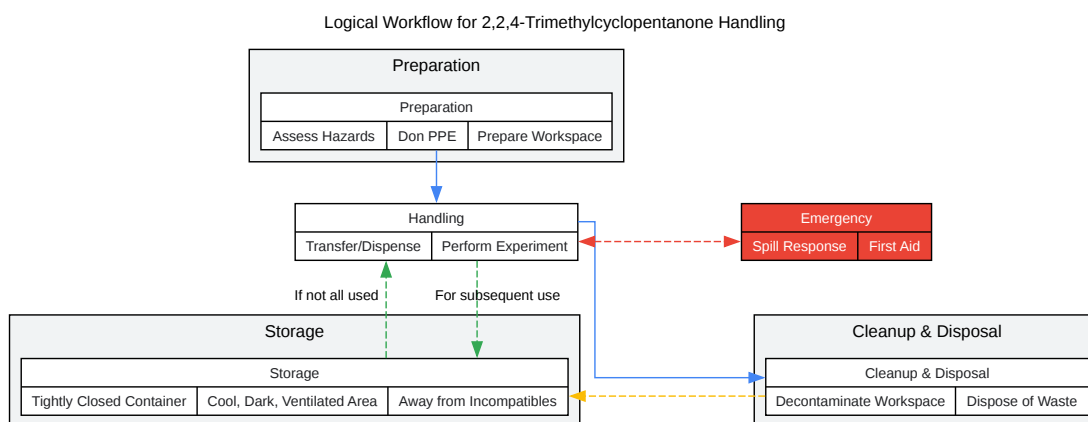 Logical Workflow for 2,2,4-Trimethylcyclopentanone Handling
Preparation
Preparation
Assess Hazards
Don PPE
Prepare Workspace
Handling
Transfer/Dispense
Perform Experiment
Emergency
Spill Response
First Aid
If not all used
For subsequent use
Storage
Storage
Tightly Closed Container
Cool, Dark, Ventilated Area
Away from Incompatibles
Cleanup & Disposal
Cleanup & Disposal
Decontaminate Workspace
Dispose of Waste